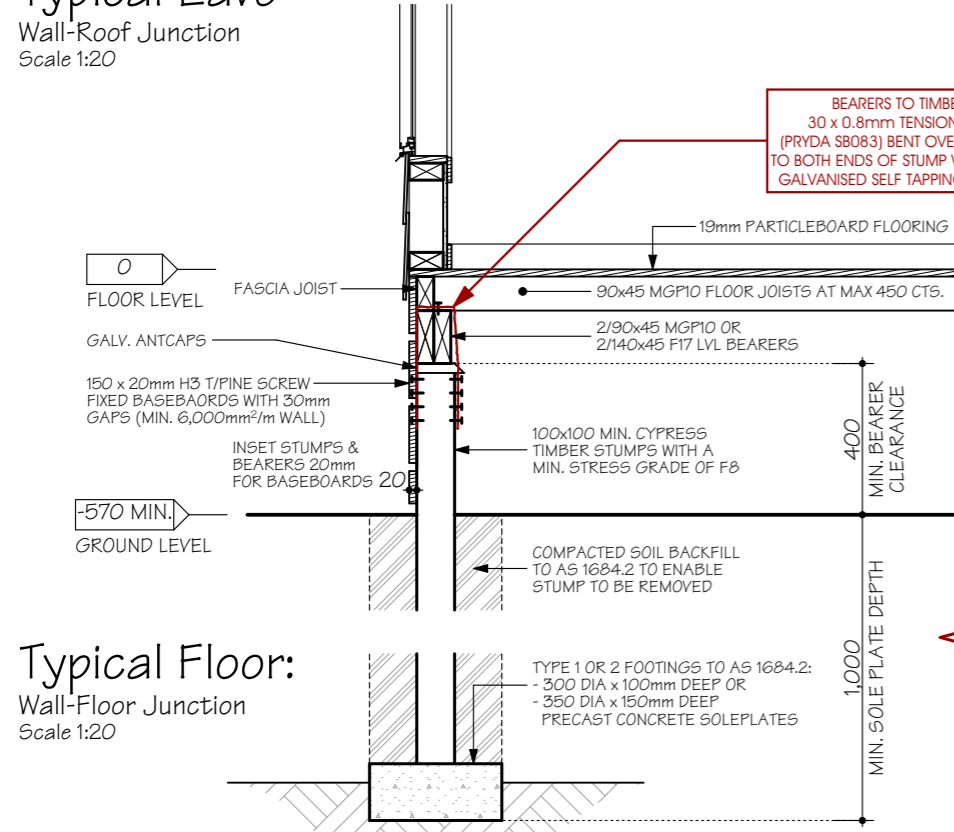 Typical Eave
Wall-Roof Junction
Scale 1:20
BEARERS TO
30 x 0.8mm TENSION
(PRYDA SB083) BENT
TO BOTH ENDS OF STUMP
GALVANISED SELF
19mm PARTICLEBOARD FLOORING
0
FLOOR LEVEL
FASCIA JOIST
90x45 MGP10 FLOOR JOISTS AT MAX 450 CTS.
GALV. ANTCAPS
2/90x45 MGP10 OR
2/140x45 F17 LVL BEARERS
150 x 20mm H3 T/PINE SCREW
FIXED BASEBAORDS WITH 30mm
GAPS (MIN. 6,000mm²/m WALL)
INSET STUMPS &
BEARERS 20mm
FOR BASEBOARDS
20
100x100 MIN. CYPRESS
TIMBER STUMPS WITH A
MIN. STRESS GRADE OF F8
400
MIN. BEARER
CLEARANCE
-570 MIN.
GROUND LEVEL
COMPACTED SOIL BACKFILL
TO AS 1684.2 TO ENABLE
STUMP TO BE REMOVED
Typical Floor:
Wall-Floor Junction
Scale 1:20
TYPE 1 OR 2 FOOTINGS TO AS 1684.2:
- 300 DIA x 100mm DEEP OR
- 350 DIA x 150mm DEEP
PRECAST CONCRETE SOLEPLATES
1,000
MIN. SOLE PLATE DEPTH